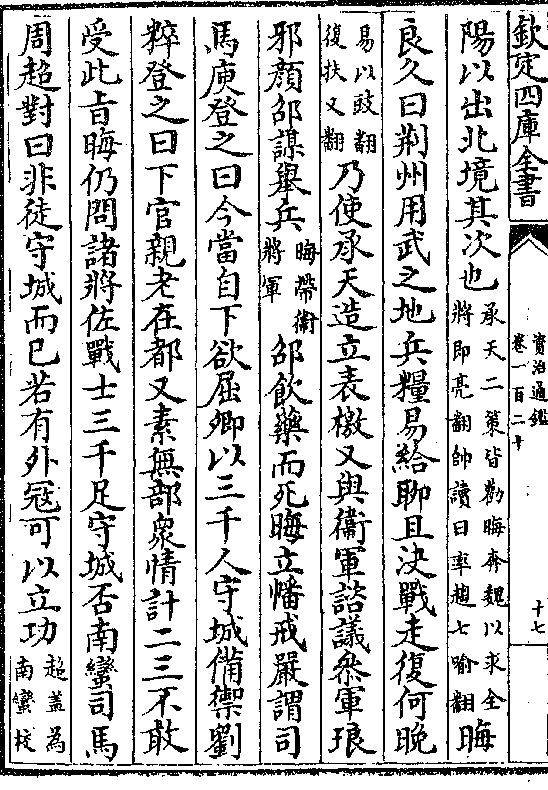 欽定四庫全書
資治通鑑
卷一百二十
十七
陽以出北境其次也
承天二策皆勸晦奔魏以求全
將即亮翻帥讀曰率趨七喻翻
晦
良久曰荆州用武之地兵糧易給聊且決戰走復何晚
易以豉翻
復扶又翻
乃使承天造立表檄又與衞軍諮議叅軍琅
邪顔邵謀舉兵
晦帶衞
將軍
邵飲藥而死晦立幡戒嚴謂司
馬庾登之曰今當自下欲屈卿以三千人守城備禦劉
粹登之曰下官親老在都又素無部衆情計二三不敢
受此旨晦仍問諸將佐戰士三千足守城否南蠻司馬
周超對曰非徒守城而已若有外冦可以立功
超蓋為
南蠻校